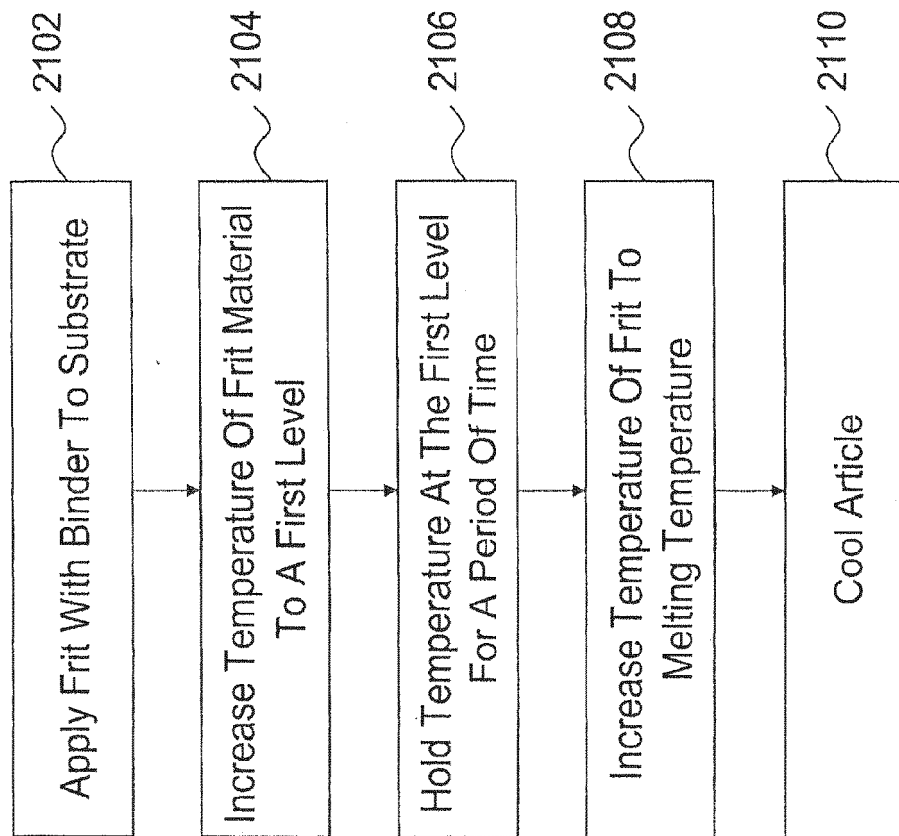 Apply Frit With Binder To Substrate
2102
Increase Temperature Of Frit Material
To A First Level
2104
Hold Temperature At The First Level
For A Period Of Time
2106
Increase Temperature Of Frit To
Melting Temperature
2108
Cool Article
2110